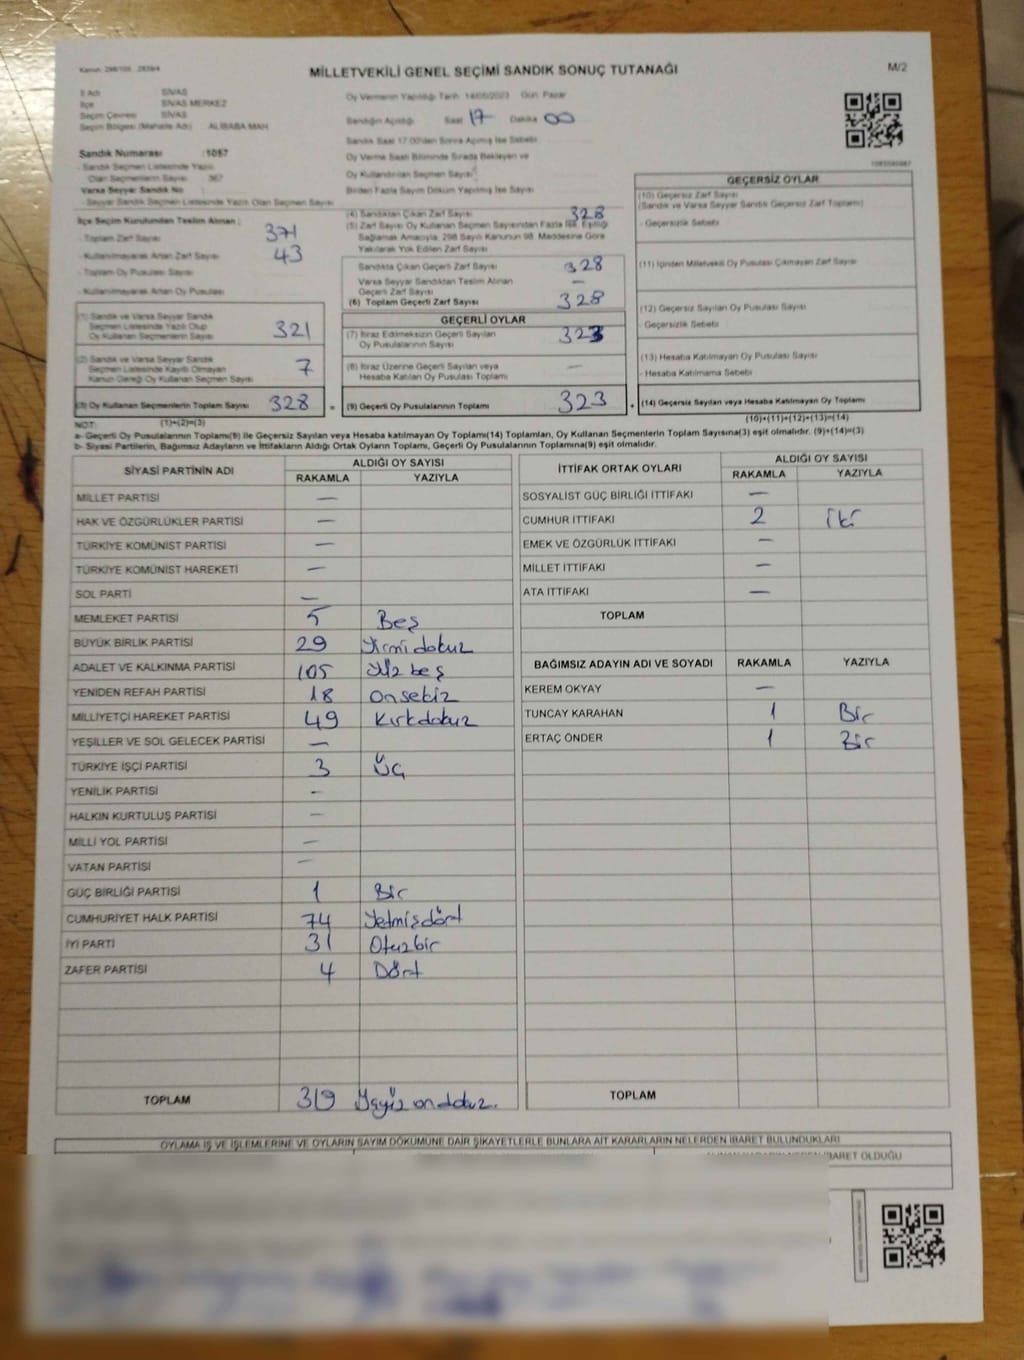 MİLLETVEKİLİ GENEL SEÇİMİ SANDIK SONUÇ TUTANAĞI
M/2
İl Adı SİVAS
İlçe SİVAS MERKEZ
Seçim Çevresi SİVAS
Seçim Bölgesi (Mahalle Adı) ALİBABA MAH.
Sandık Numarası :1057
- Sandık Seçmen Listesinde Yazılı
Olan Seçmenlerin Sayısı 367
Varsa Seyyar Sandık No
- Seyyar Sandık Seçmen Listesinde Yazılı Olan Seçmen Sayısı
Oy Vermenin Yapıldığı Tarih 14/05/2023 Gün Pazar
Sandığın Açıldığı Saat 17 Dakika 00
Sandık Saat 17.00'den Sonra Açılmış İse Sebebi
Oy Verme Saati Bitiminde Sırada Bekleyen ve
Oy Kullandırılan Seçmen Sayısı
Birden Fazla Sayım Döküm Yapılmış İse Sayısı
İlçe Seçim Kurulundan Teslim Alınan :
- Toplam Zarf Sayısı 371
- Kullanılmayarak Artan Zarf Sayısı 43
- Toplam Oy Pusulası Sayısı
- Kullanılmayarak Artan Oy Pusulası
(1) Sandık ve Varsa Seyyar Sandık
Seçmen Listesinde Yazılı Olup
Oy Kullanan Seçmenlerin Sayısı 321
(2) Sandık ve Varsa Seyyar Sandık
Seçmen Listesinde Kayıtlı Olmayan
Kanun Gereği Oy Kullanan Seçmen Sayısı 7
(3) Oy Kullanan Seçmenlerin Toplam Sayısı 328 =
(1)+(2)=(3)
(4) Sandıktan Çıkan Zarf Sayısı 328
(5) Zarf Sayısı Oy Kullanan Seçmen Sayısından Fazla İse, Eşitliği
Sağlamak Amacıyla, 298 Sayılı Kanunun 98. Maddesine Göre
Yakılarak Yok Edilen Zarf Sayısı
Sandıkta Çıkan Geçerli Zarf Sayısı 328
Varsa Seyyar Sandıktan Teslim Alınan
Geçerli Zarf Sayısı —
(6) Toplam Geçerli Zarf Sayısı 328
GEÇERLİ OYLAR
(7) İtiraz Edilmeksizin Geçerli Sayılan
Oy Pusulalarının Sayısı 323
(8) İtiraz Üzerine Geçerli Sayılan veya
Hesaba Katılan Oy Pusulası Toplamı —
(9) Geçerli Oy Pusulalarının Toplamı 323 +
GEÇERSİZ OYLAR
(10) Geçersiz Zarf Sayısı
(Sandık ve Varsa Seyyar Sandık Geçersiz Zarf Toplamı)
- Geçersizlik Sebebi
(11) İçinden Milletvekili Oy Pusulası Çıkmayan Zarf Sayısı
(12) Geçersiz Sayılan Oy Pusulası Sayısı
- Geçersizlik Sebebi
(13) Hesaba Katılmayan Oy Pusulası Sayısı
- Hesaba Katılmama Sebebi
(14) Geçersiz Sayılan veya Hesaba Katılmayan Oy Toplamı
(10)+(11)+(12)+(13)=(14)
NOT:
a- Geçerli Oy Pusulalarının Toplamı(9) ile Geçersiz Sayılan veya Hesaba katılmayan Oy Toplamı(14) Toplamları, Oy Kullanan Seçmenlerin Toplam Sayısına(3) eşit olmalıdır. (9)+(14)=(3)
b- Siyasi Partilerin, Bağımsız Adayların ve İttifakların Aldığı Ortak Oyların Toplamı, Geçerli Oy Pusulalarının Toplamına(9) eşit olmalıdır.
SİYASİ PARTİNİN ADI ALDIĞI OY SAYISI
RAKAMLA YAZIYLA
MİLLET PARTİSİ —
HAK VE ÖZGÜRLÜKLER PARTİSİ —
TÜRKİYE KOMÜNİST PARTİSİ —
TÜRKİYE KOMÜNİST HAREKETİ —
SOL PARTİ —
MEMLEKET PARTİSİ 5 Beş
BÜYÜK BİRLİK PARTİSİ 29 Yirmi dokuz
ADALET VE KALKINMA PARTİSİ 105 Yüz beş
YENİDEN REFAH PARTİSİ 18 onsekiz
MİLLİYETÇİ HAREKET PARTİSİ 49 Kırkdokuz
YEŞİLLER VE SOL GELECEK PARTİSİ —
TÜRKİYE İŞÇİ PARTİSİ 3 Üç
YENİLİK PARTİSİ -
HALKIN KURTULUŞ PARTİSİ —
MİLLİ YOL PARTİSİ —
VATAN PARTİSİ —
GÜÇ BİRLİĞİ PARTİSİ 1 Bir
CUMHURİYET HALK PARTİSİ 74 Yetmişdört
İYİ PARTİ 31 Otuzbir
ZAFER PARTİSİ 4 Dört
TOPLAM 319 Üçyüz ondokuz.
İTTİFAK ORTAK OYLARI ALDIĞI OY SAYISI
RAKAMLA YAZIYLA
SOSYALİST GÜÇ BİRLİĞİ İTTİFAKI —
CUMHUR İTTİFAKI 2 iki
EMEK VE ÖZGÜRLÜK İTTİFAKI —
MİLLET İTTİFAKI —
ATA İTTİFAKI —
TOPLAM
BAĞIMSIZ ADAYIN ADI VE SOYADI RAKAMLA YAZIYLA
KEREM OKYAY —
TUNCAY KARAHAN 1 Bir
ERTAÇ ÖNDER 1 Bir
TOPLAM
OYLAMA İŞ VE İŞLEMLERİNE VE OYLARIN SAYIM DÖKÜMÜNE DAİR ŞİKAYETLERLE BUNLARA AİT KARARLARIN NELERDEN İBARET BULUNDUKLARI
İBARET OLDUĞU